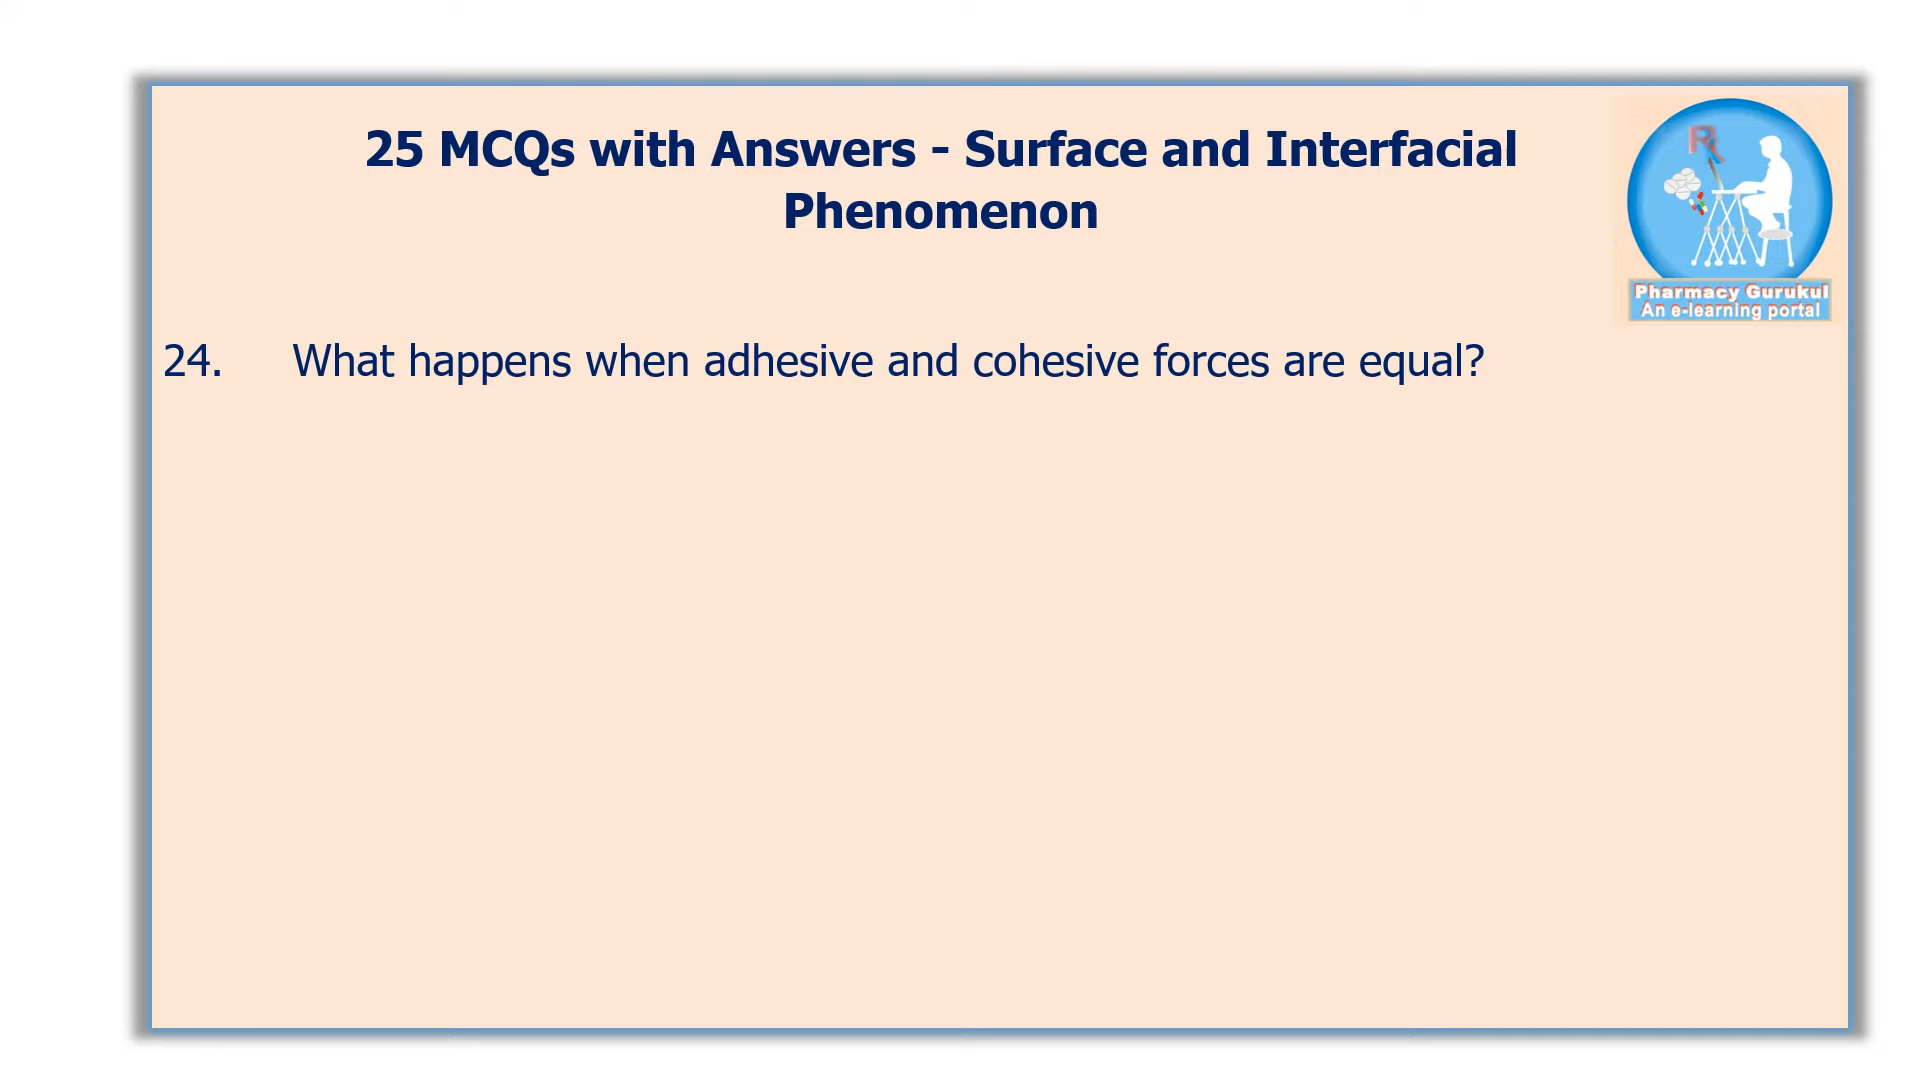 25 MCQs with Answers - Surface and Interfacial
Phenomenon
Rx
Pharmacy Gurukul
An e-learning portal
24. What happens when adhesive and cohesive forces are equal?